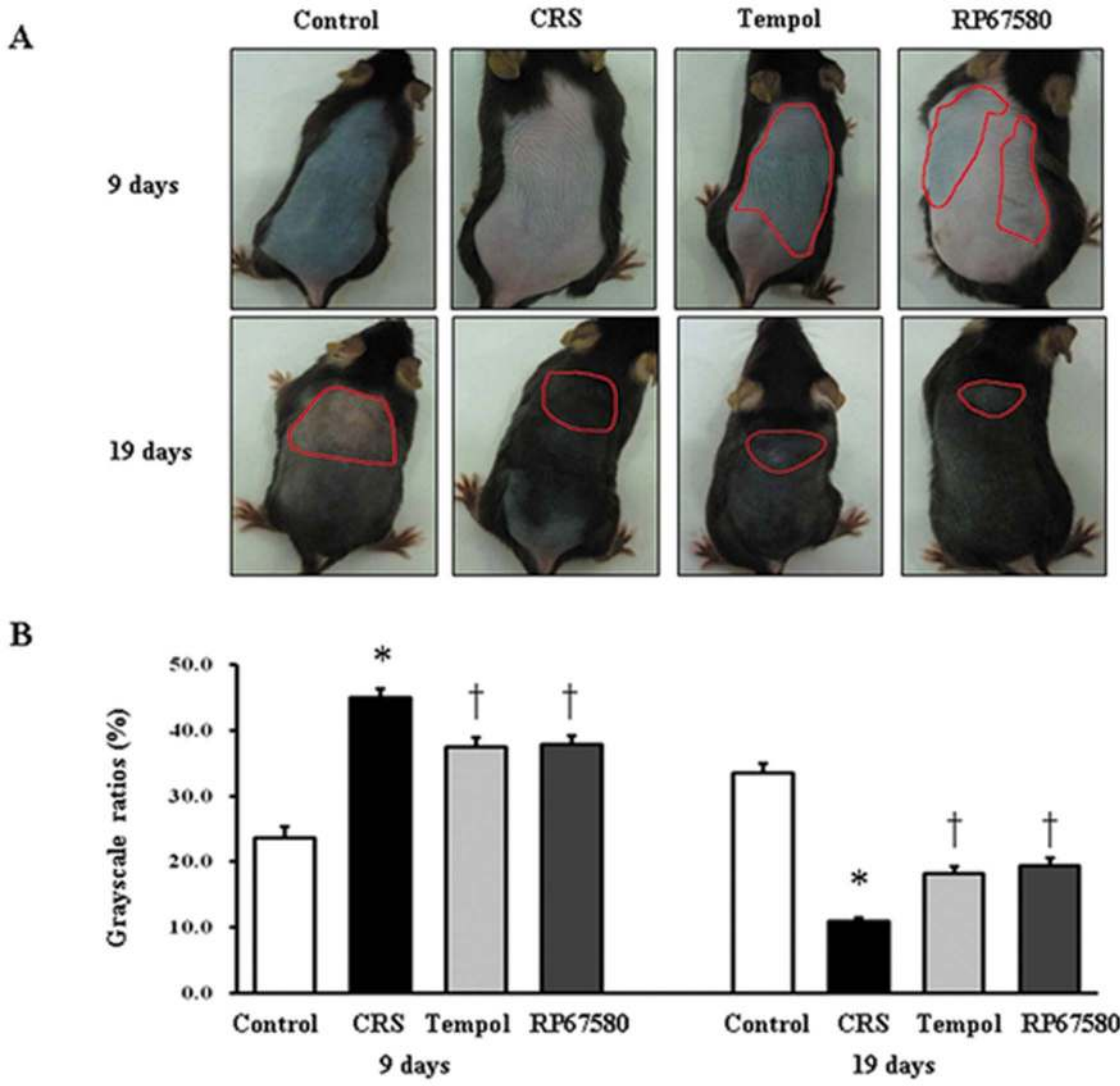 A
Control CRS Tempol RP67580
9 days
19 days
B
Grayscale ratios (%)
50.0
40.0
30.0
20.0
10.0
0.0
* † †
* † †
Control CRS Tempol RP67580 Control CRS Tempol RP67580
9 days 19 days